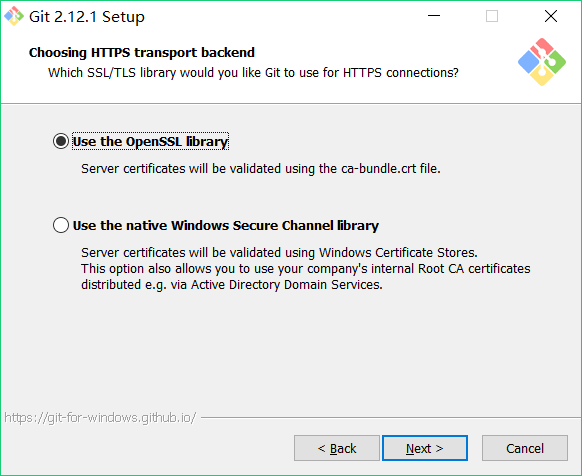 Git 2.12.1 Setup
Choosing HTTPS transport backend
Which SSL/TLS library would you like Git to use for HTTPS connections?
Use the OpenSSL library
Server certificates will be validated using the ca-bundle.crt file.
Use the native Windows Secure Channel library
Server certificates will be validated using Windows Certificate Stores.
This option also allows you to use your company's internal Root CA certificates
distributed e.g. via Active Directory Domain Services.
https://git-for-windows.github.io/
< Back
Next >
Cancel